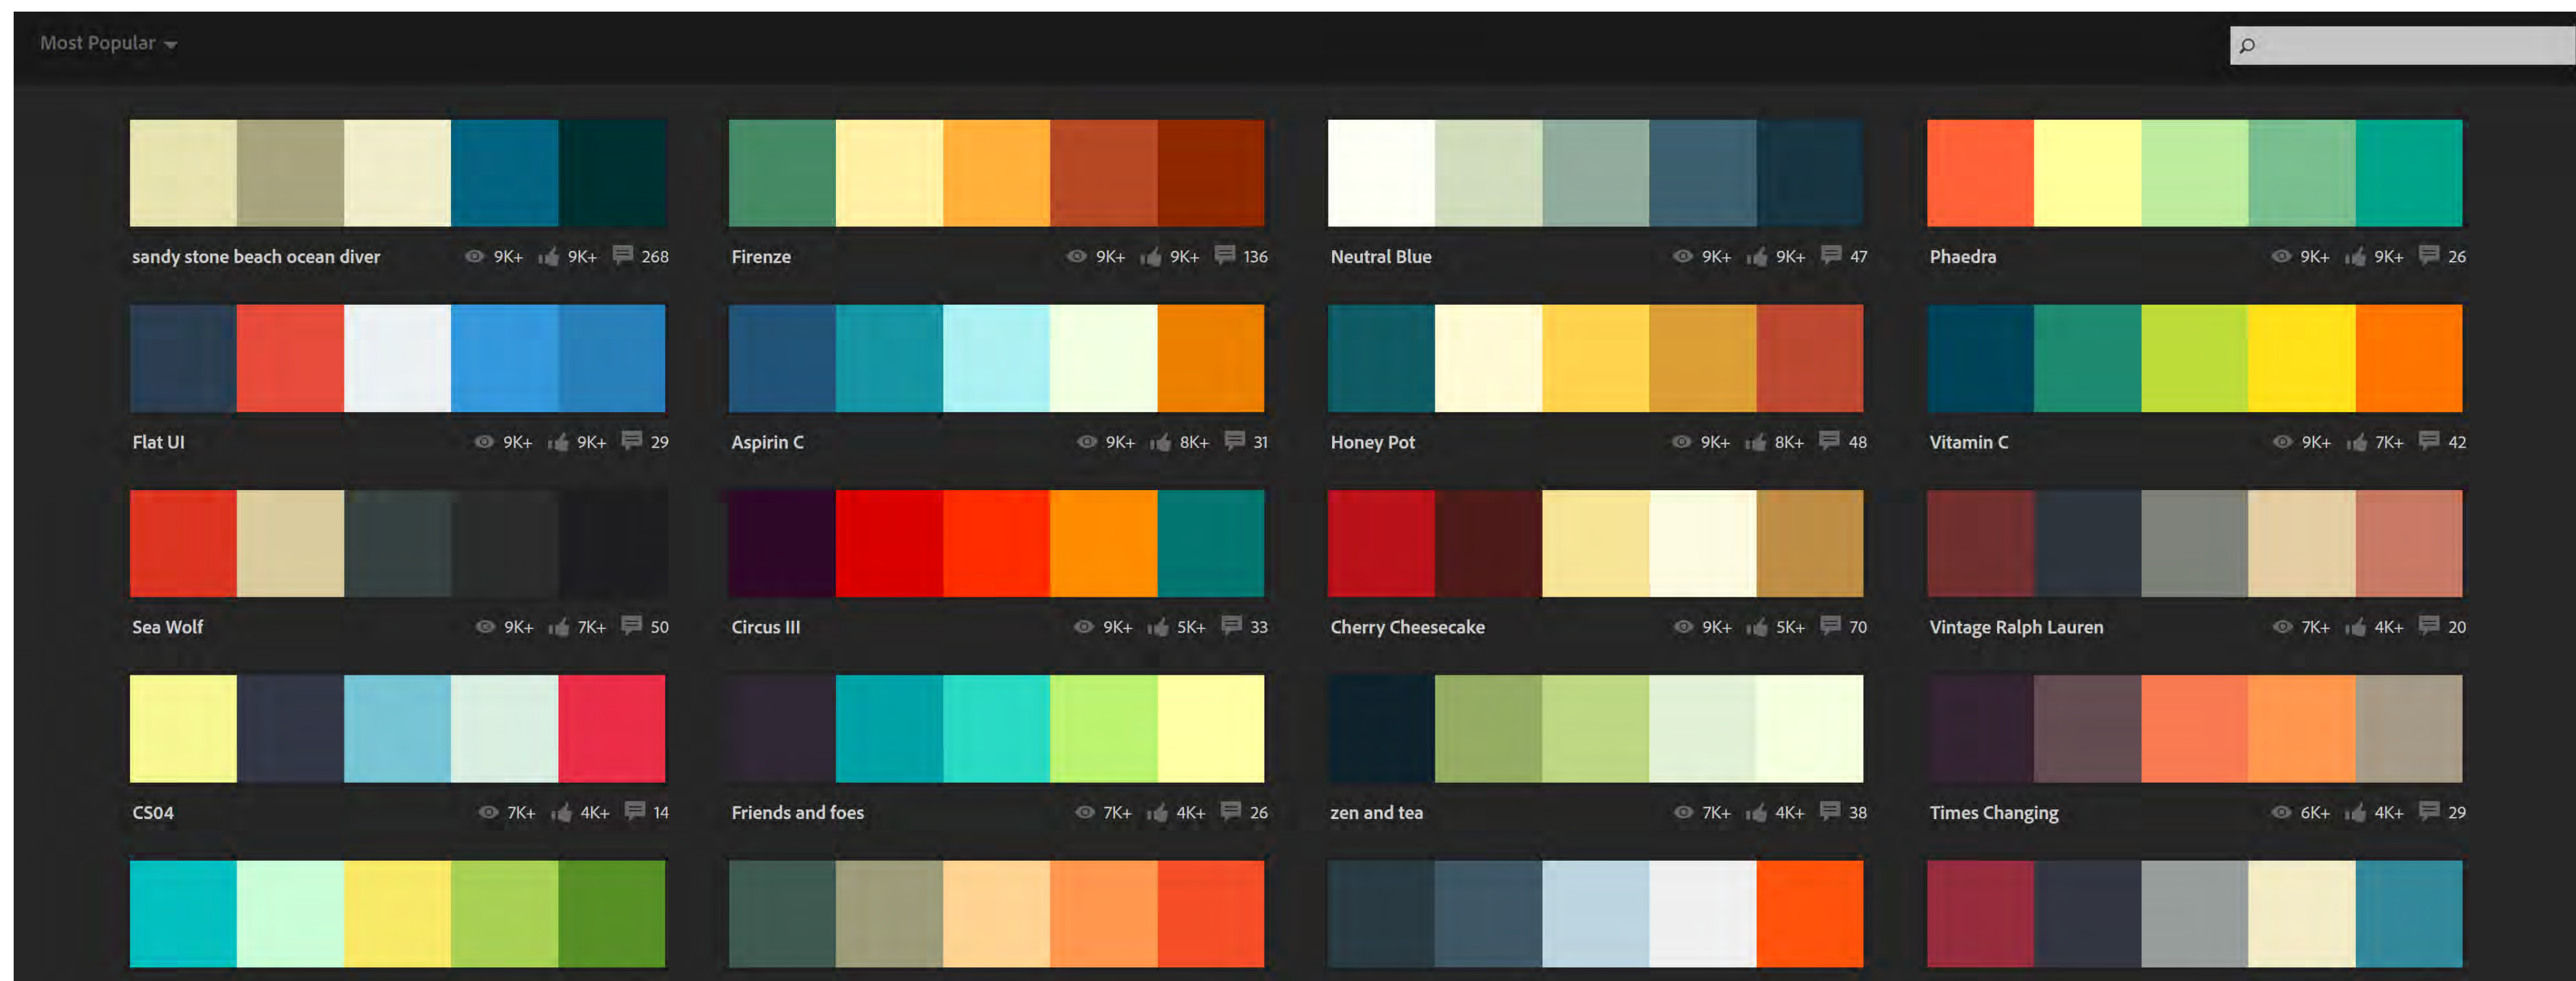 Most Popular
sandy stone beach ocean diver 9K+ 9K+ 268 Firenze 9K+ 9K+ 136 Neutral Blue 9K+ 9K+ 47 Phaedra 9K+ 9K+ 26
Flat UI 9K+ 9K+ 29 Aspirin C 9K+ 8K+ 31 Honey Pot 9K+ 8K+ 48 Vitamin C 9K+ 7K+ 42
Sea Wolf 9K+ 7K+ 50 Circus III 9K+ 5K+ 33 Cherry Cheesecake 9K+ 5K+ 70 Vintage Ralph Lauren 7K+ 4K+ 20
CS04 7K+ 4K+ 14 Friends and foes 7K+ 4K+ 26 zen and tea 7K+ 4K+ 38 Times Changing 6K+ 4K+ 29